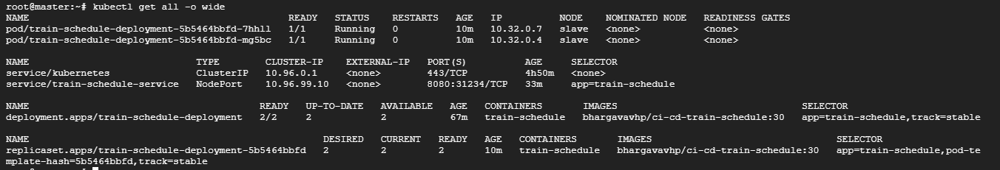 root@master:~# kubectl get all -o wide
NAME READY STATUS RESTARTS AGE IP NODE NOMINATED NODE READINESS GATES
pod/train-schedule-deployment-5b5464bbfd-7hhll 1/1 Running 0 10m 10.32.0.7 slave <none> <none>
pod/train-schedule-deployment-5b5464bbfd-mg5bc 1/1 Running 0 10m 10.32.0.4 slave <none> <none>
NAME TYPE CLUSTER-IP EXTERNAL-IP PORT(S) AGE SELECTOR
service/kubernetes ClusterIP 10.96.0.1 <none> 443/TCP 4h50m <none>
service/train-schedule-service NodePort 10.96.99.10 <none> 8080:31234/TCP 33m app=train-schedule
NAME READY UP-TO-DATE AVAILABLE AGE CONTAINERS IMAGES SELECTOR
deployment.apps/train-schedule-deployment 2/2 2 2 67m train-schedule bhargavavhp/ci-cd-train-schedule:30 app=train-schedule,track=stable
NAME DESIRED CURRENT READY AGE CONTAINERS IMAGES SELECTOR
replicaset.apps/train-schedule-deployment-5b5464bbfd 2 2 2 10m train-schedule bhargavavhp/ci-cd-train-schedule:30 app=train-schedule,pod-te
mplate-hash=5b5464bbfd,track=stable